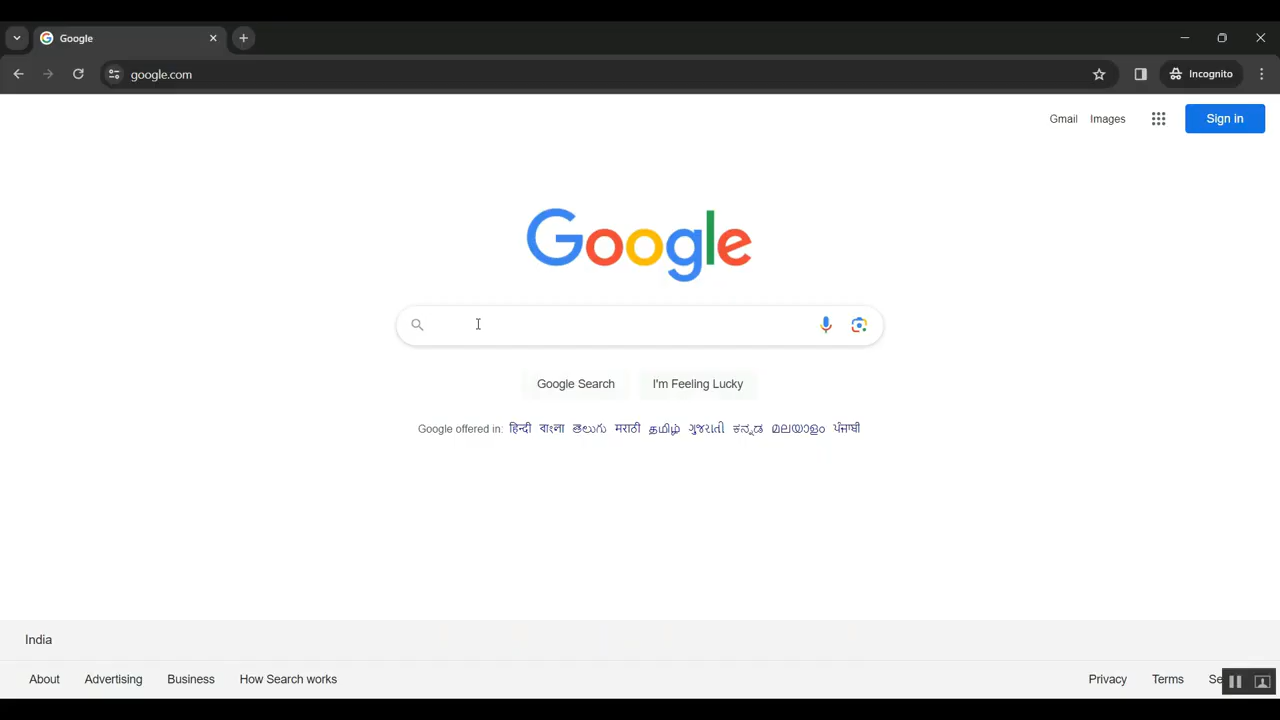 Google
google.com
Incognito
Gmail Images Sign in
Google
Google Search I'm Feeling Lucky
Google offered in: हिन्दी বাংলা తెలుగు मराठी தமிழ் ગુજરાતી ಕನ್ನಡ മലയാളം ਪੰਜਾਬੀ
India
About Advertising Business How Search works Privacy Terms Se